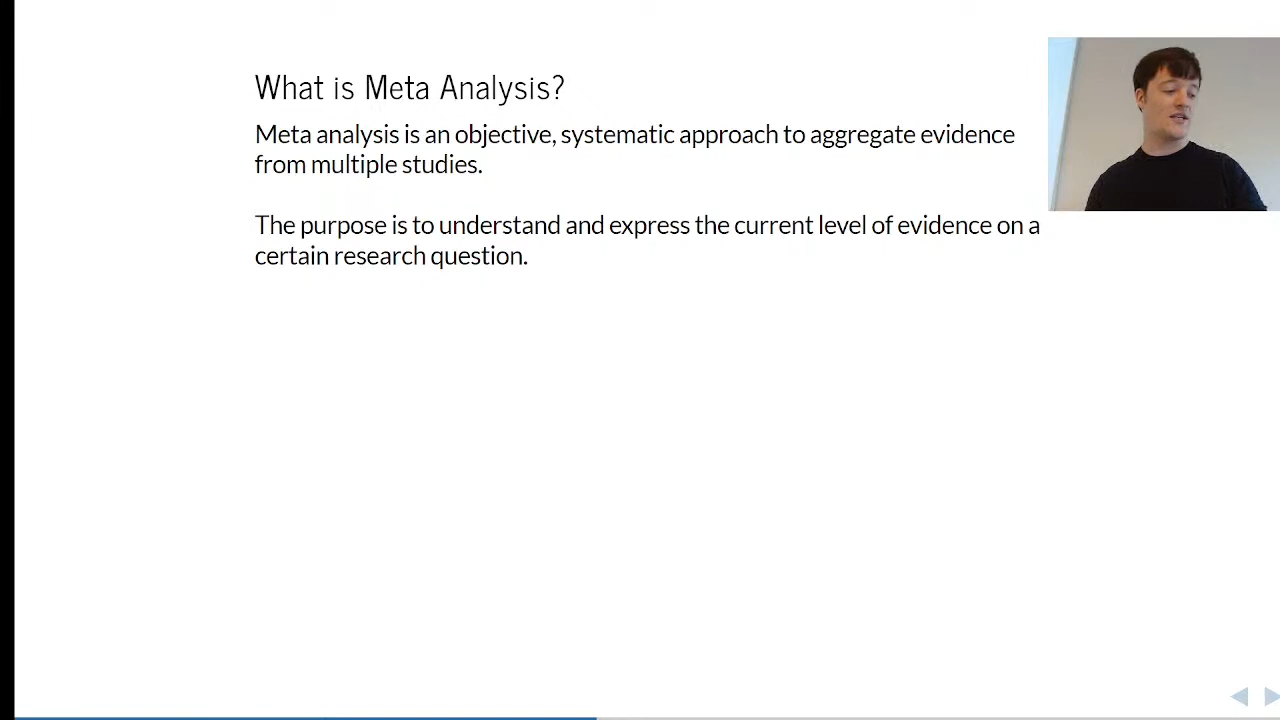 What is Meta Analysis?
Meta analysis is an objective, systematic approach to aggregate evidence
from multiple studies.
The purpose is to understand and express the current level of evidence on a
certain research question.